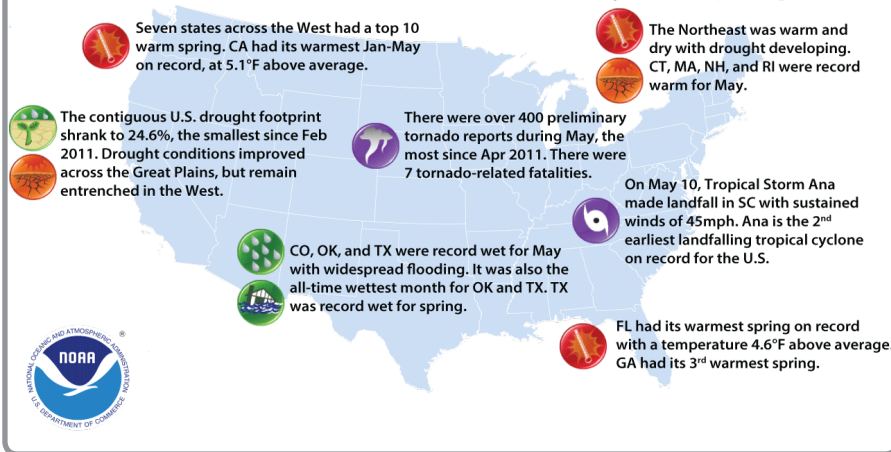 Seven states across the West had a top 10
warm spring. CA had its warmest Jan-May
on record, at 5.1°F above average.
The Northeast was warm and
dry with drought developing.
CT, MA, NH, and RI were record
warm for May.
The contiguous U.S. drought footprint
shrank to 24.6%, the smallest since Feb
2011. Drought conditions improved
across the Great Plains, but remain
entrenched in the West.
There were over 400 preliminary
tornado reports during May, the
most since Apr 2011. There were
7 tornado-related fatalities.
On May 10, Tropical Storm Ana
made landfall in SC with sustained
winds of 45mph. Ana is the 2nd
earliest landfalling tropical cyclone
on record for the U.S.
CO, OK, and TX were record wet for May
with widespread flooding. It was also the
all-time wettest month for OK and TX. TX
was record wet for spring.
FL had its warmest spring on record
with a temperature 4.6°F above average.
GA had its 3rd warmest spring.
NATIONAL OCEANIC AND ATMOSPHERIC ADMINISTRATION
®
NOAA
U.S. DEPARTMENT OF COMMERCE